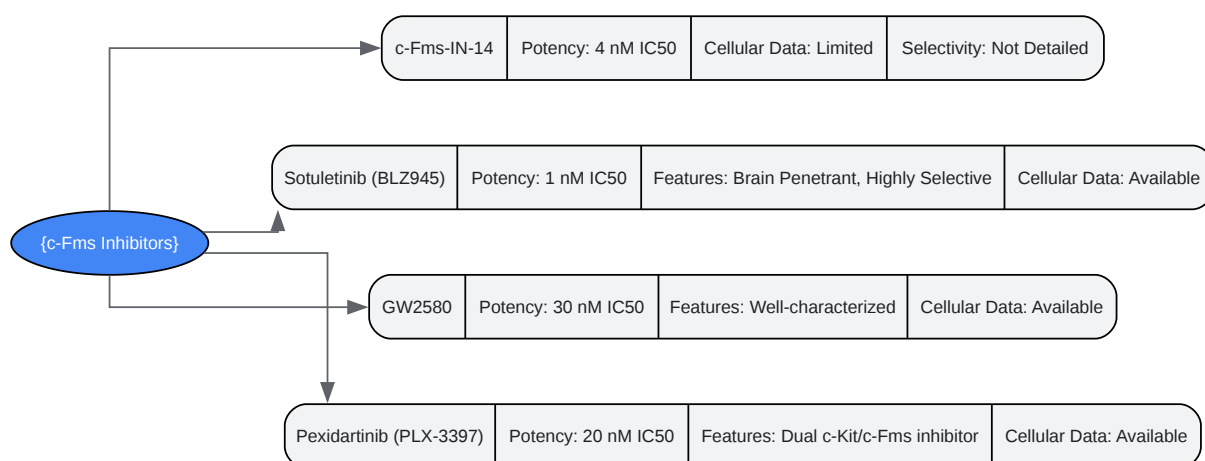 c-Fms-IN-14
Potency: 4 nM IC50
Cellular Data: Limited
Selectivity: Not Detailed
Sotuletinib (BLZ945)
Potency: 1 nM IC50
Features: Brain Penetrant, Highly Selective
Cellular Data: Available
{c-Fms Inhibitors}
GW2580
Potency: 30 nM IC50
Features: Well-characterized
Cellular Data: Available
Pexidartinib (PLX-3397)
Potency: 20 nM IC50
Features: Dual c-Kit/c-Fms inhibitor
Cellular Data: Available